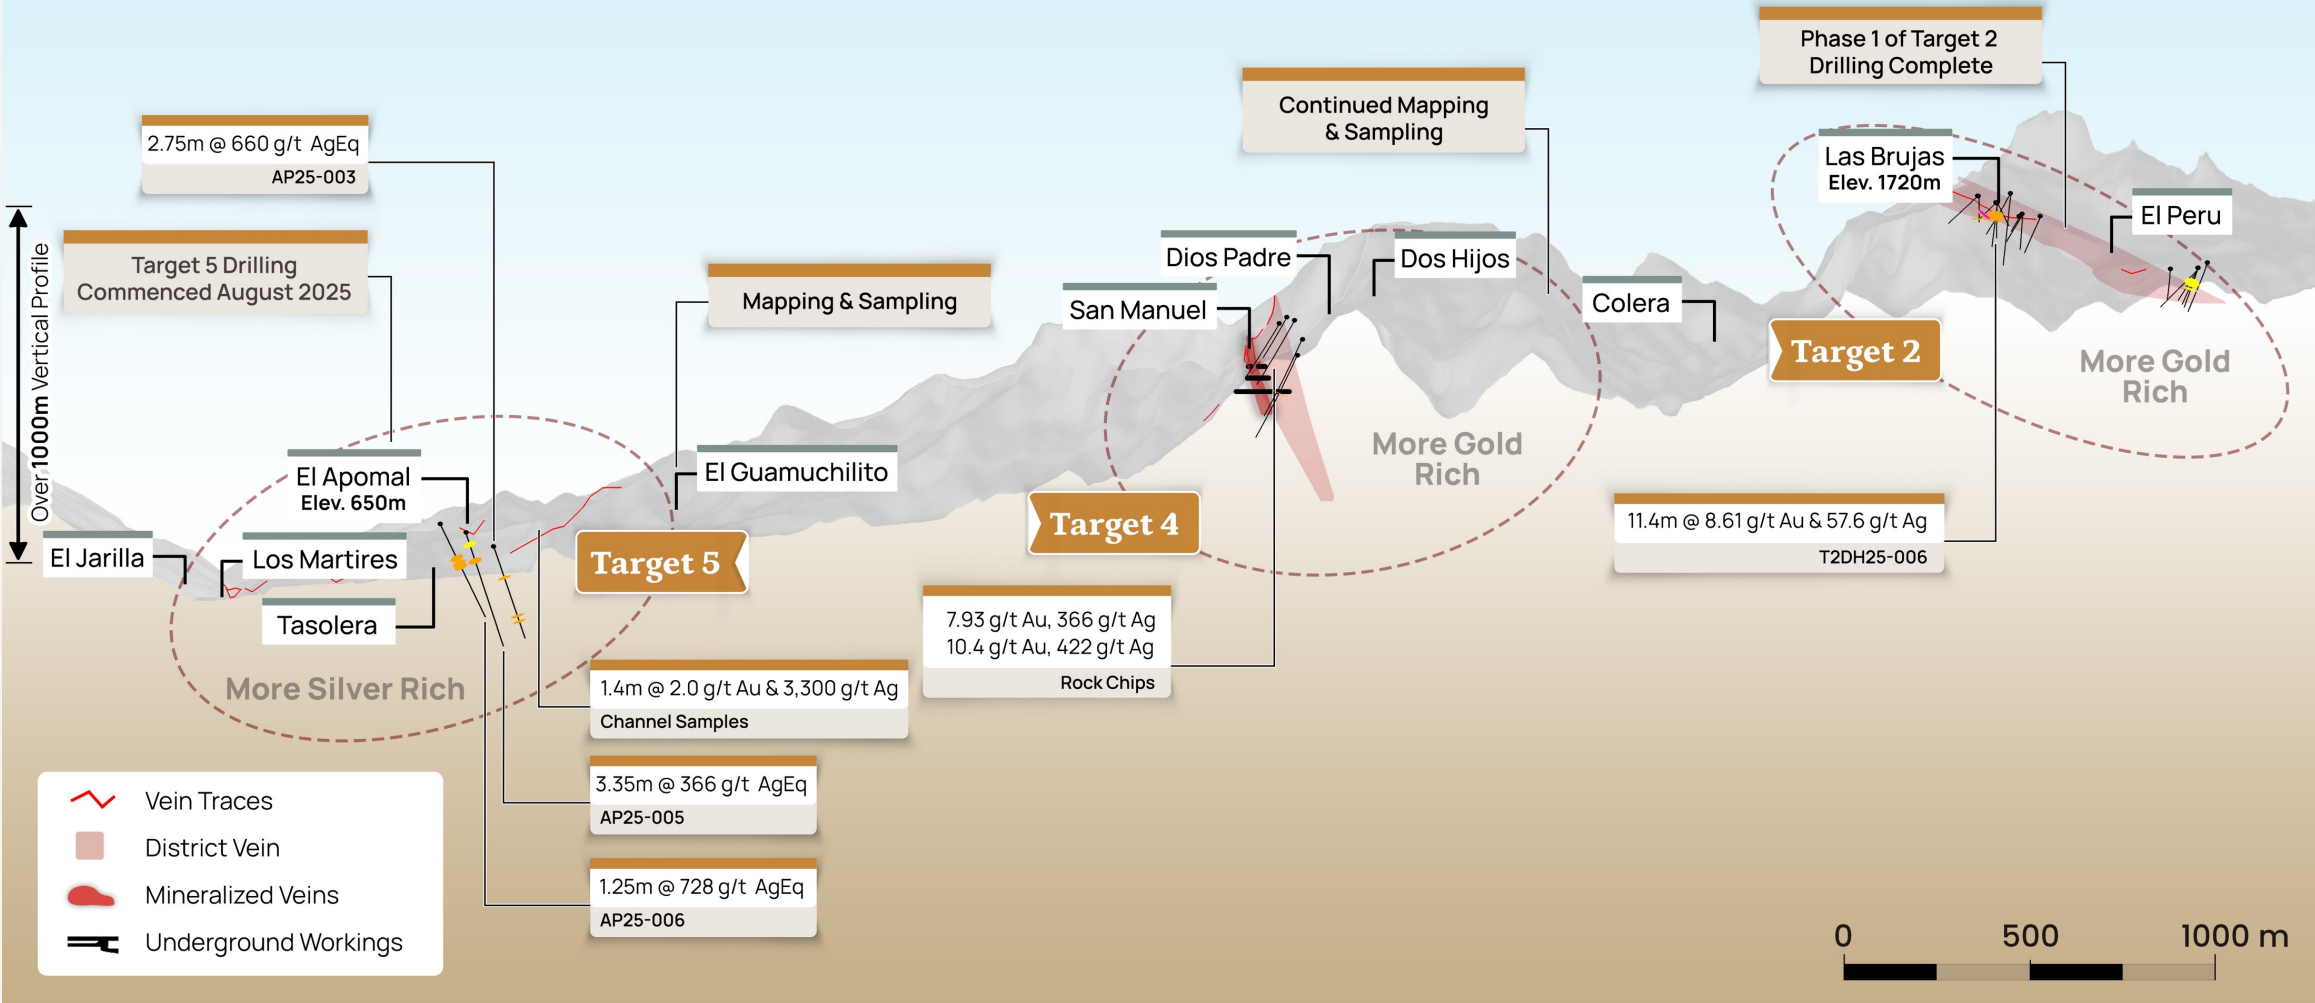 Phase 1 of Target 2
Drilling Complete
Continued Mapping
& Sampling
2.75m @ 660 g/t AgEq
AP25-003
Las Brujas
Elev. 1720m
El Peru
Over 1000m Vertical Profile
Target 5 Drilling
Commenced August 2025
Dios Padre
Dos Hijos
Mapping & Sampling
San Manuel
Colera
Target 2
More Gold
Rich
More Gold
Rich
El Apomal
Elev. 650m
El Guamuchilito
Target 4
11.4m @ 8.61 g/t Au & 57.6 g/t Ag
T2DH25-006
El Jarilla
Los Martires
Target 5
Tasolera
7.93 g/t Au, 366 g/t Ag
10.4 g/t Au, 422 g/t Ag
Rock Chips
More Silver Rich
1.4m @ 2.0 g/t Au & 3,300 g/t Ag
Channel Samples
3.35m @ 366 g/t AgEq
AP25-005
1.25m @ 728 g/t AgEq
AP25-006
Vein Traces
District Vein
Mineralized Veins
Underground Workings
0 500 1000 m